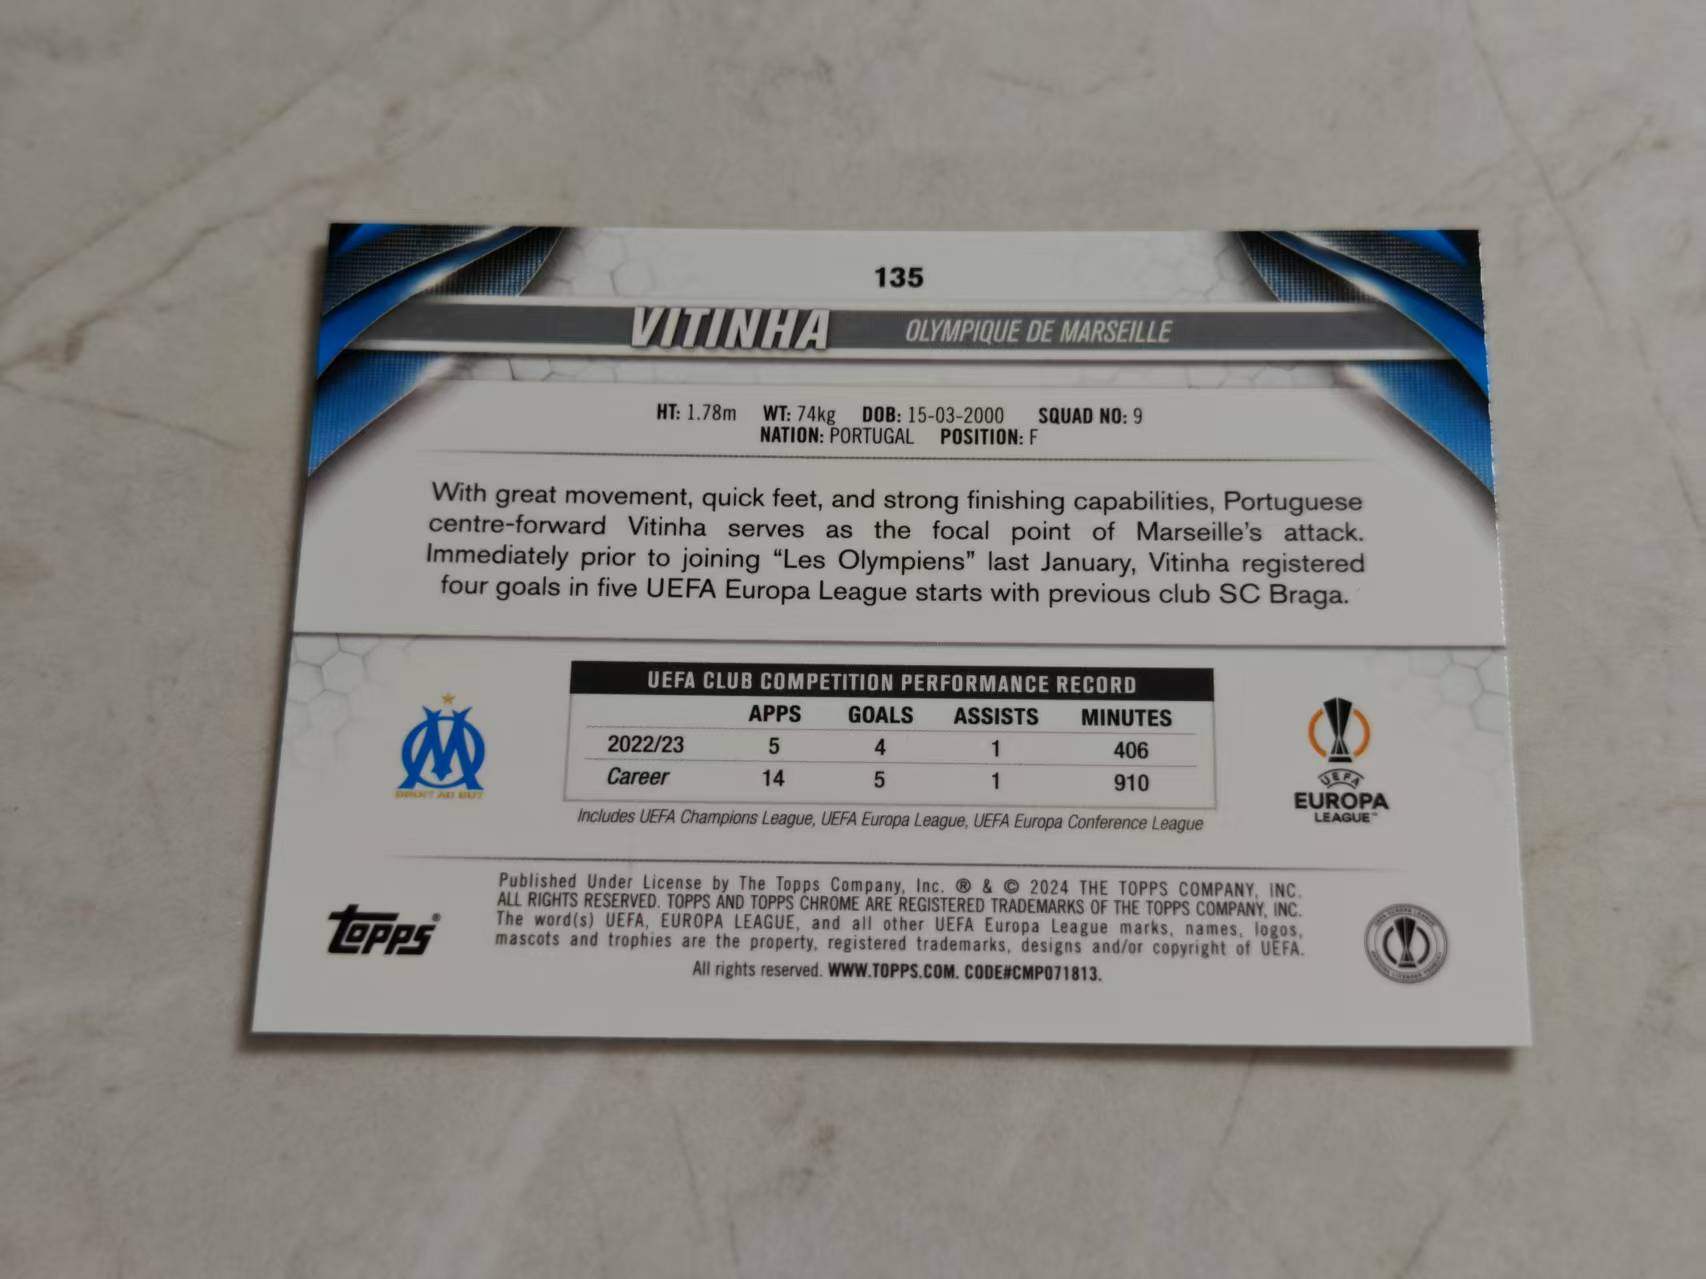 135
VITINHA OLYMPIQUE DE MARSEILLE
HT: 1.78m WT: 74kg DOB: 15-03-2000 SQUAD NO: 9
NATION: PORTUGAL POSITION: F
With great movement, quick feet, and strong finishing capabilities, Portuguese
centre-forward Vitinha serves as the focal point of Marseille's attack.
Immediately prior to joining “Les Olympiens” last January, Vitinha registered
four goals in five UEFA Europa League starts with previous club SC Braga.
UEFA CLUB COMPETITION PERFORMANCE RECORD
APPS GOALS ASSISTS MINUTES
2022/23 5 4 1 406
Career 14 5 1 910
Includes UEFA Champions League, UEFA Europa League, UEFA Europa Conference League
DROIT AU BUT
UEFA
EUROPA
LEAGUE™
topps®
Published Under License by The Topps Company, Inc. ® & © 2024 THE TOPPS COMPANY, INC.
ALL RIGHTS RESERVED. TOPPS AND TOPPS CHROME ARE REGISTERED TRADEMARKS OF THE TOPPS COMPANY, INC.
The word(s) UEFA, EUROPA LEAGUE, and all other UEFA Europa League marks, names, logos,
mascots and trophies are the property, registered trademarks, designs and/or copyright of UEFA.
All rights reserved. WWW.TOPPS.COM. CODE#CMP071813.